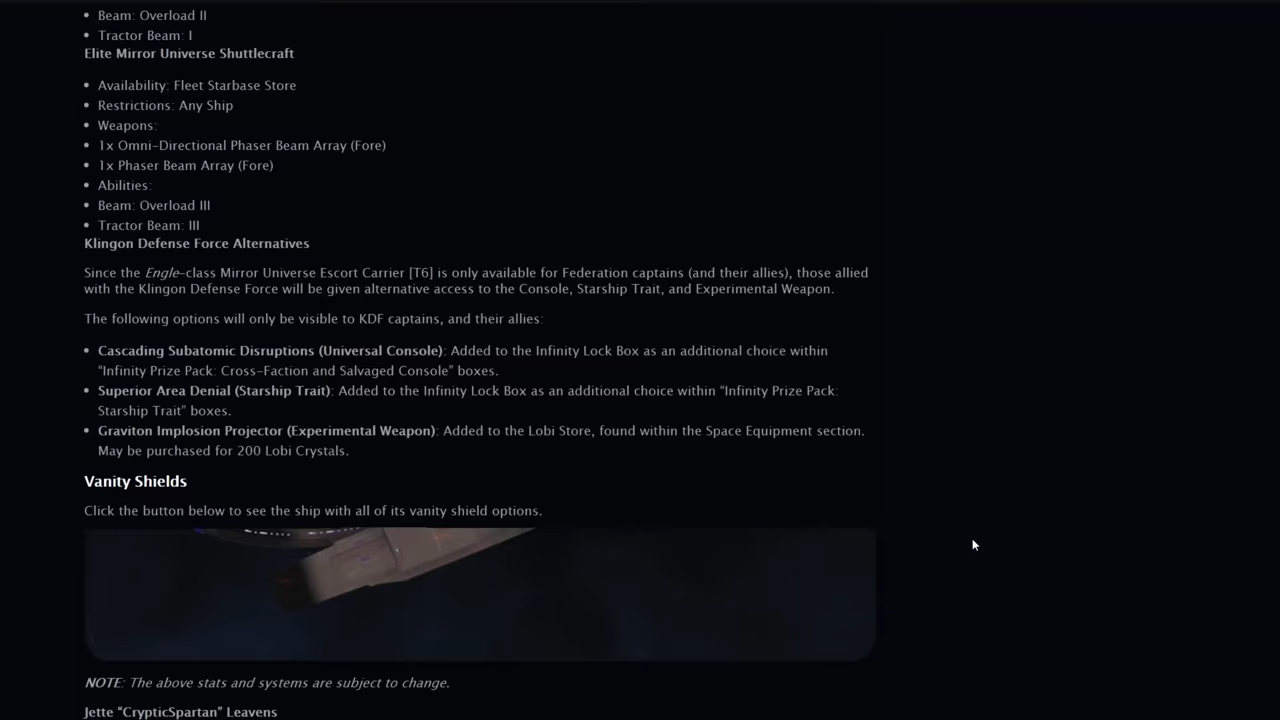 • Beam: Overload II
• Tractor Beam: I
Elite Mirror Universe Shuttlecraft
• Availability: Fleet Starbase Store
• Restrictions: Any Ship
• Weapons:
• 1x Omni-Directional Phaser Beam Array (Fore)
• 1x Phaser Beam Array (Fore)
• Abilities:
• Beam: Overload III
• Tractor Beam: III
Klingon Defense Force Alternatives
Since the Engle-class Mirror Universe Escort Carrier [T6] is only available for Federation captains (and their allies), those allied
with the Klingon Defense Force will be given alternative access to the Console, Starship Trait, and Experimental Weapon.
The following options will only be visible to KDF captains, and their allies:
• Cascading Subatomic Disruptions (Universal Console): Added to the Infinity Lock Box as an additional choice within
“Infinity Prize Pack: Cross-Faction and Salvaged Console” boxes.
• Superior Area Denial (Starship Trait): Added to the Infinity Lock Box as an additional choice within “Infinity Prize Pack:
Starship Trait” boxes.
• Graviton Implosion Projector (Experimental Weapon): Added to the Lobi Store, found within the Space Equipment section.
May be purchased for 200 Lobi Crystals.
Vanity Shields
Click the button below to see the ship with all of its vanity shield options.
NOTE: The above stats and systems are subject to change.
Jette “CrypticSpartan” Leavens